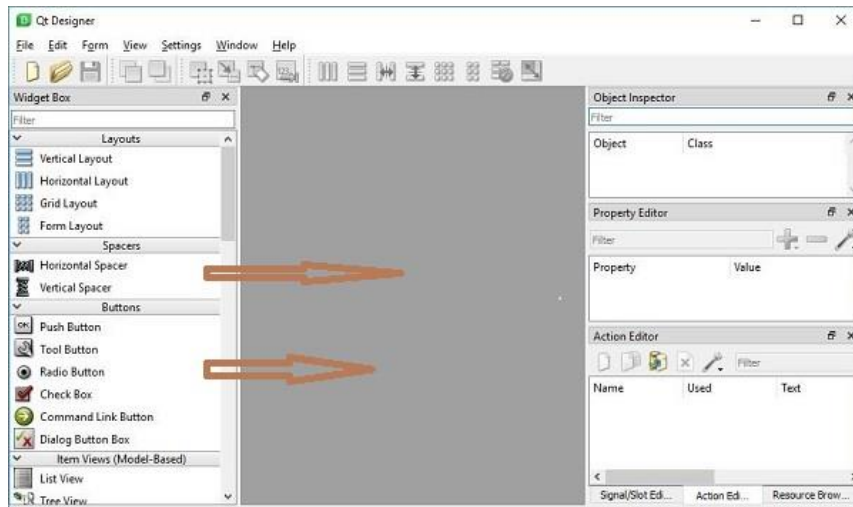 Qt Designer
File Edit Form View Settings Window Help
Widget Box
Filter
Layouts
Vertical Layout
Horizontal Layout
Grid Layout
Form Layout
Spacers
Horizontal Spacer
Vertical Spacer
Buttons
OK Push Button
Tool Button
Radio Button
Check Box
Command Link Button
Dialog Button Box
Item Views (Model-Based)
List View
Tree View
Object Inspector
Filter
Object Class
Property Editor
Filter
Property Value
Action Editor
Filter
Name Used Text
Signal/Slot Edi... Action Edi... Resource Brow...